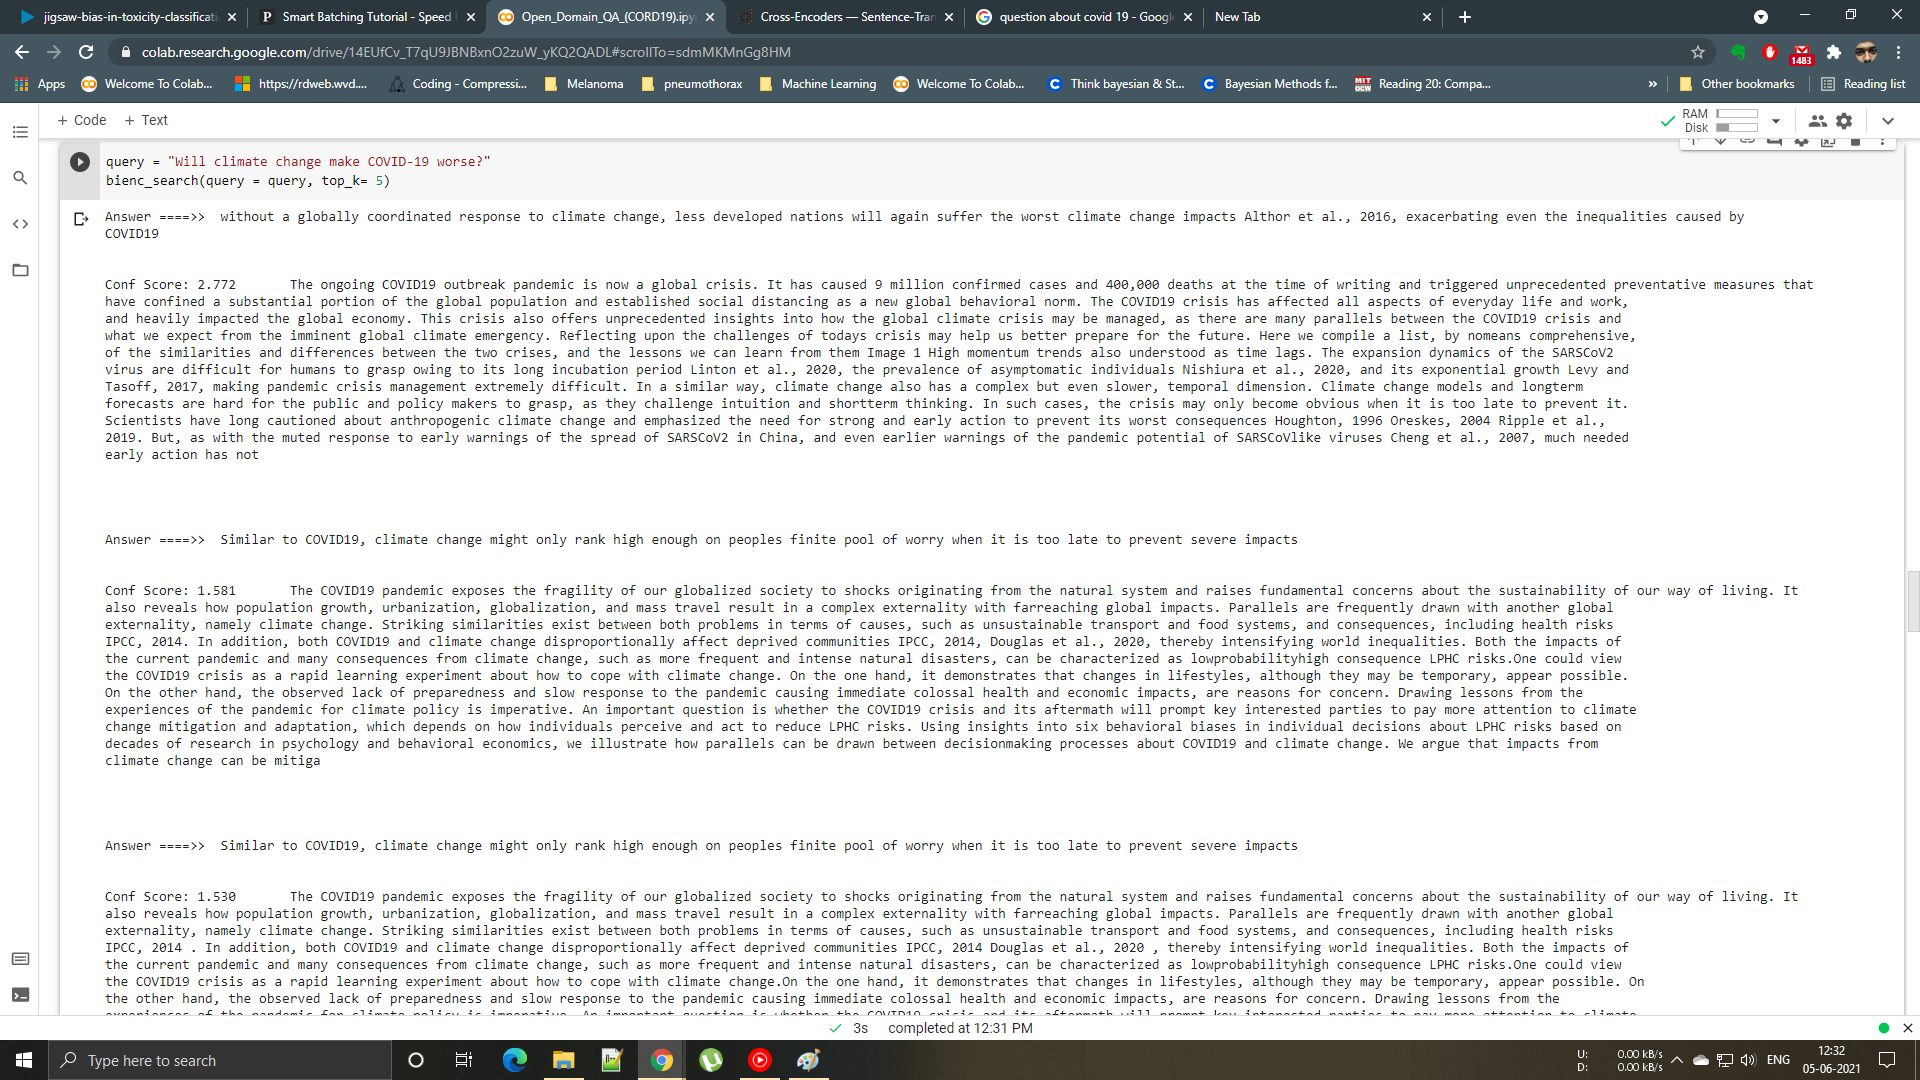 jigsaw-bias-in-toxicity-classificati
Smart Batching Tutorial - Speed
Open_Domain_QA_(CORD19).ipy
Cross-Encoders — Sentence-Tran
question about covid 19 - Googl
New Tab
colab.research.google.com/drive/14EUfCv_T7qU9JBNBxnO2zuW_yKQ2QADL#scrollTo=sdmMKMnGg8HM
1483
Apps
Welcome To Colab...
https://rdweb.wvd....
Coding - Compressi...
Melanoma
pneumothorax
Machine Learning
Welcome To Colab...
Think bayesian & St...
Bayesian Methods f...
Reading 20: Compa...
»
Other bookmarks
Reading list
+ Code + Text
RAM
Disk
query = "Will climate change make COVID-19 worse?"
bienc_search(query = query, top_k= 5)
Answer ====>> without a globally coordinated response to climate change, less developed nations will again suffer the worst climate change impacts Althor et al., 2016, exacerbating even the inequalities caused by
COVID19
Conf Score: 2.772 The ongoing COVID19 outbreak pandemic is now a global crisis. It has caused 9 million confirmed cases and 400,000 deaths at the time of writing and triggered unprecedented preventative measures that
have confined a substantial portion of the global population and established social distancing as a new global behavioral norm. The COVID19 crisis has affected all aspects of everyday life and work,
and heavily impacted the global economy. This crisis also offers unprecedented insights into how the global climate crisis may be managed, as there are many parallels between the COVID19 crisis and
what we expect from the imminent global climate emergency. Reflecting upon the challenges of todays crisis may help us better prepare for the future. Here we compile a list, by nomeans comprehensive,
of the similarities and differences between the two crises, and the lessons we can learn from them Image 1 High momentum trends also understood as time lags. The expansion dynamics of the SARSCoV2
virus are difficult for humans to grasp owing to its long incubation period Linton et al., 2020, the prevalence of asymptomatic individuals Nishiura et al., 2020, and its exponential growth Levy and
Tasoff, 2017, making pandemic crisis management extremely difficult. In a similar way, climate change also has a complex but even slower, temporal dimension. Climate change models and longterm
forecasts are hard for the public and policy makers to grasp, as they challenge intuition and shortterm thinking. In such cases, the crisis may only become obvious when it is too late to prevent it.
Scientists have long cautioned about anthropogenic climate change and emphasized the need for strong and early action to prevent its worst consequences Houghton, 1996 Oreskes, 2004 Ripple et al.,
2019. But, as with the muted response to early warnings of the spread of SARSCoV2 in China, and even earlier warnings of the pandemic potential of SARSCoVlike viruses Cheng et al., 2007, much needed
early action has not
Answer ====>> Similar to COVID19, climate change might only rank high enough on peoples finite pool of worry when it is too late to prevent severe impacts
Conf Score: 1.581 The COVID19 pandemic exposes the fragility of our globalized society to shocks originating from the natural system and raises fundamental concerns about the sustainability of our way of living. It
also reveals how population growth, urbanization, globalization, and mass travel result in a complex externality with farreaching global impacts. Parallels are frequently drawn with another global
externality, namely climate change. Striking similarities exist between both problems in terms of causes, such as unsustainable transport and food systems, and consequences, including health risks
IPCC, 2014. In addition, both COVID19 and climate change disproportionally affect deprived communities IPCC, 2014, Douglas et al., 2020, thereby intensifying world inequalities. Both the impacts of
the current pandemic and many consequences from climate change, such as more frequent and intense natural disasters, can be characterized as lowprobabilityhigh consequence LPHC risks.One could view
the COVID19 crisis as a rapid learning experiment about how to cope with climate change. On the one hand, it demonstrates that changes in lifestyles, although they may be temporary, appear possible.
On the other hand, the observed lack of preparedness and slow response to the pandemic causing immediate colossal health and economic impacts, are reasons for concern. Drawing lessons from the
experiences of the pandemic for climate policy is imperative. An important question is whether the COVID19 crisis and its aftermath will prompt key interested parties to pay more attention to climate
change mitigation and adaptation, which depends on how individuals perceive and act to reduce LPHC risks. Using insights into six behavioral biases in individual decisions about LPHC risks based on
decades of research in psychology and behavioral economics, we illustrate how parallels can be drawn between decisionmaking processes about COVID19 and climate change. We argue that impacts from
climate change can be mitiga
Answer ====>> Similar to COVID19, climate change might only rank high enough on peoples finite pool of worry when it is too late to prevent severe impacts
Conf Score: 1.530 The COVID19 pandemic exposes the fragility of our globalized society to shocks originating from the natural system and raises fundamental concerns about the sustainability of our way of living. It
also reveals how population growth, urbanization, globalization, and mass travel result in a complex externality with farreaching global impacts. Parallels are frequently drawn with another global
externality, namely climate change. Striking similarities exist between both problems in terms of causes, such as unsustainable transport and food systems, and consequences, including health risks
IPCC, 2014 . In addition, both COVID19 and climate change disproportionally affect deprived communities IPCC, 2014 Douglas et al., 2020 , thereby intensifying world inequalities. Both the impacts of
the current pandemic and many consequences from climate change, such as more frequent and intense natural disasters, can be characterized as lowprobabilityhigh consequence LPHC risks.One could view
the COVID19 crisis as a rapid learning experiment about how to cope with climate change.On the one hand, it demonstrates that changes in lifestyles, although they may be temporary, appear possible. On
the other hand, the observed lack of preparedness and slow response to the pandemic causing immediate colossal health and economic impacts, are reasons for concern. Drawing lessons from the
experiences of the pandemic for climate policy is imperative. An important question is whether the COVID19 crisis and its aftermath will prompt key interested parties to pay more attention to climate
3s completed at 12:31 PM
Type here to search
U: 0.00 kB/s
D: 0.00 kB/s
ENG
12:32
05-06-2021